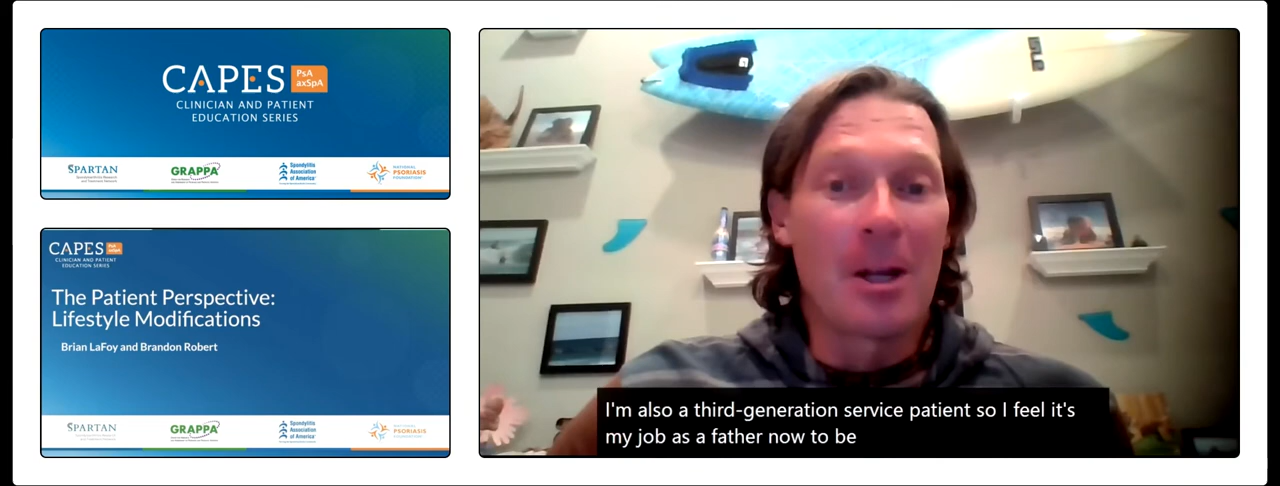 CAPES PsA
axSpA
CLINICIAN AND PATIENT
EDUCATION SERIES
SPARTAN
GRAPPA
Spondylitis
Association
of America
NATIONAL
PSORIASIS
FOUNDATION
CAPES PsA
axSpA
CLINICIAN AND PATIENT
EDUCATION SERIES
The Patient Perspective:
Lifestyle Modifications
Brian LaFoy and Brandon Robert
SPARTAN
GRAPPA
Spondylitis
Association
of America
NATIONAL
PSORIASIS
FOUNDATION
I'm also a third-generation service patient so I feel it's
my job as a father now to be